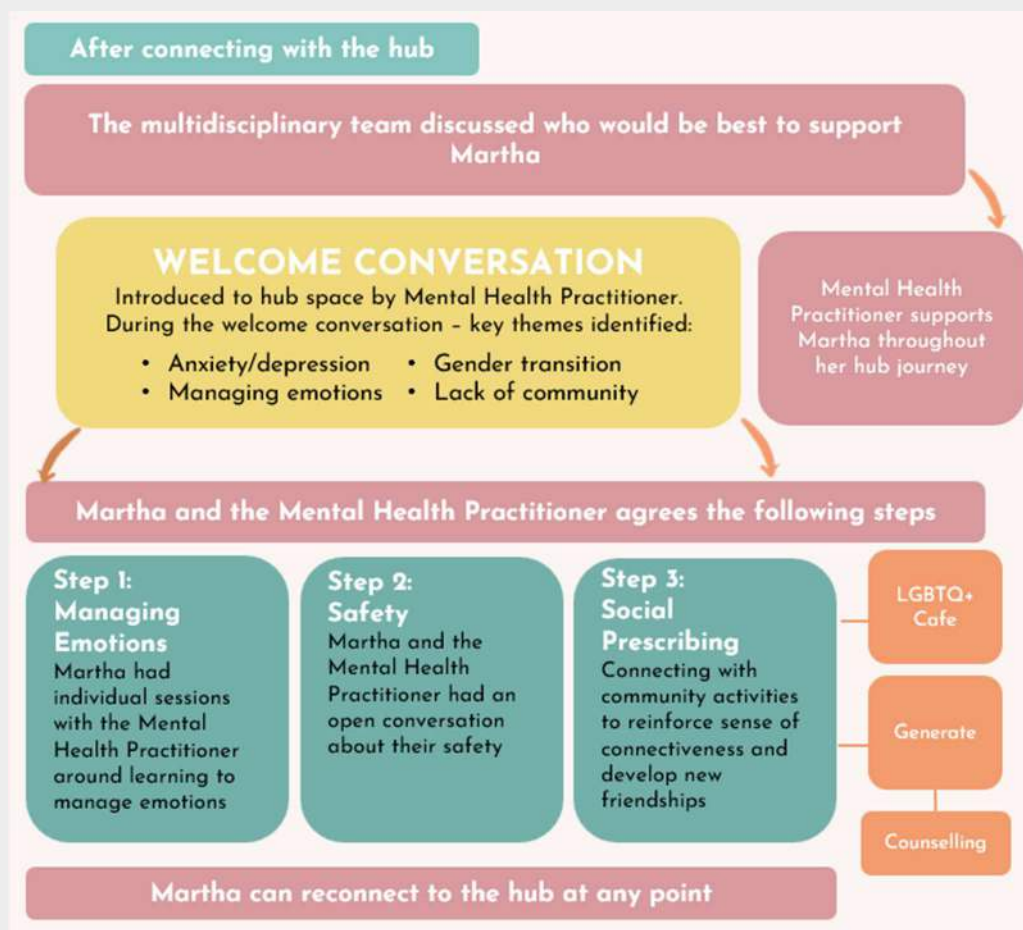 After connecting with the hub
The multidisciplinary team discussed who would be best to support
Martha
WELCOME CONVERSATION
Introduced to hub space by Mental Health Practitioner.
During the welcome conversation – key themes identified:
• Anxiety/depression
• Managing emotions
• Gender transition
• Lack of community
Mental Health
Practitioner supports
Martha throughout
her hub journey
Martha and the Mental Health Practitioner agrees the following steps
Step 1:
Managing
Emotions
Martha had
individual sessions
with the Mental
Health Practitioner
around learning to
manage emotions
Step 2:
Safety
Martha and the
Mental Health
Practitioner had an
open conversation
about their safety
Step 3:
Social
Prescribing
Connecting with
community activities
to reinforce sense of
connectiveness and
develop new
friendships
LGBTQ+
Cafe
Generate
Counselling
Martha can reconnect to the hub at any point